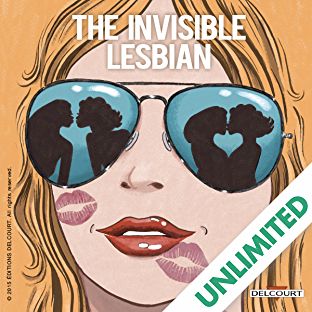 THE INVISIBLE
LESBIAN
© 2015 ÉDITIONS DELCOURT. All rights reserved.
UNLIMITED
DELCOURT